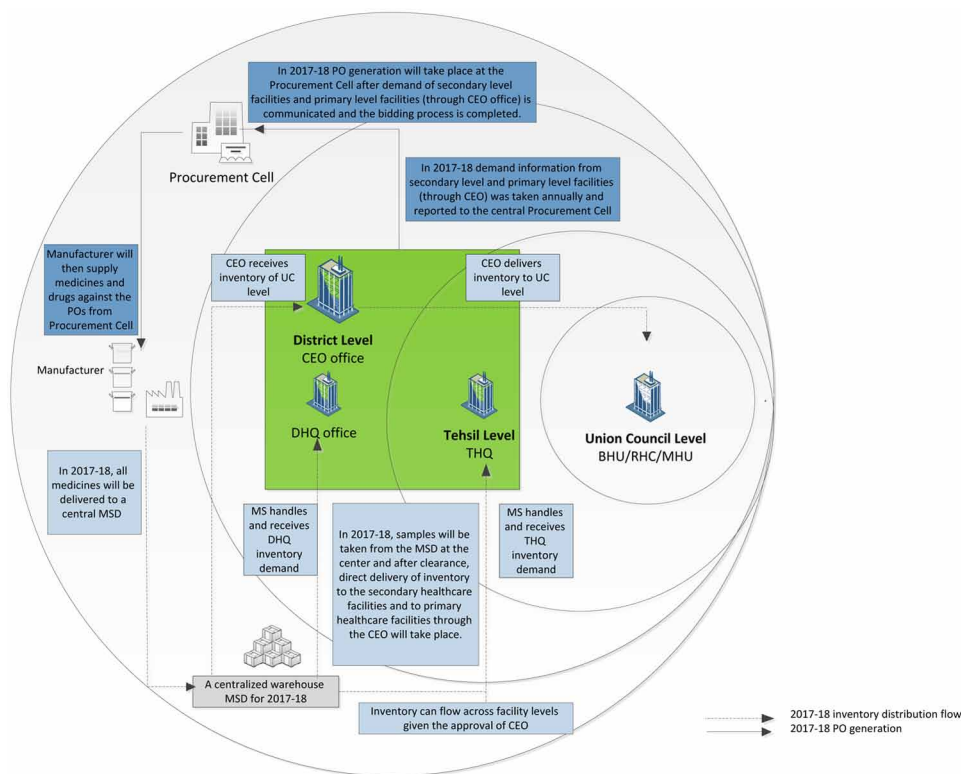 In 2017-18 PO generation will take place at the
Procurement Cell after demand of secondary level
facilities and primary level facilities (through CEO office) is
communicated and the bidding process is completed.
Procurement Cell
In 2017-18 demand information from
secondary level and primary level facilities
(through CEO) was taken annually and
reported to the central Procurement Cell
Manufacturer will
then supply
medicines and
drugs against the
POs from
Procurement Cell
CEO receives
inventory of UC
level
CEO delivers
inventory to UC
level
District Level
CEO office
Manufacturer
DHQ office
Tehsil Level
THQ
Union Council Level
BHU/RHC/MHU
In 2017-18, all
medicines will be
delivered to a
central MSD
MS handles
and receives
DHQ
inventory
demand
In 2017-18, samples will be
taken from the MSD at the
center and after clearance,
direct delivery of inventory
to the secondary healthcare
facilities and to primary
healthcare facilities through
the CEO will take place.
MS handles
and receives
THQ
inventory
demand
A centralized warehouse
MSD for 2017-18
Inventory can flow across facility levels
given the approval of CEO
2017-18 inventory distribution flow
2017-18 PO generation